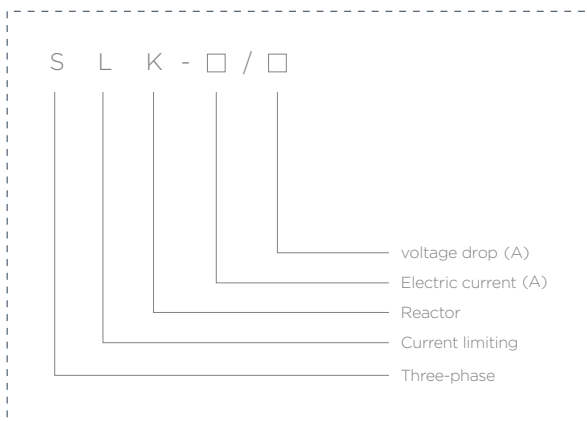 S L K - □ / □
voltage drop (A)
Electric current (A)
Reactor
Current limiting
Three-phase